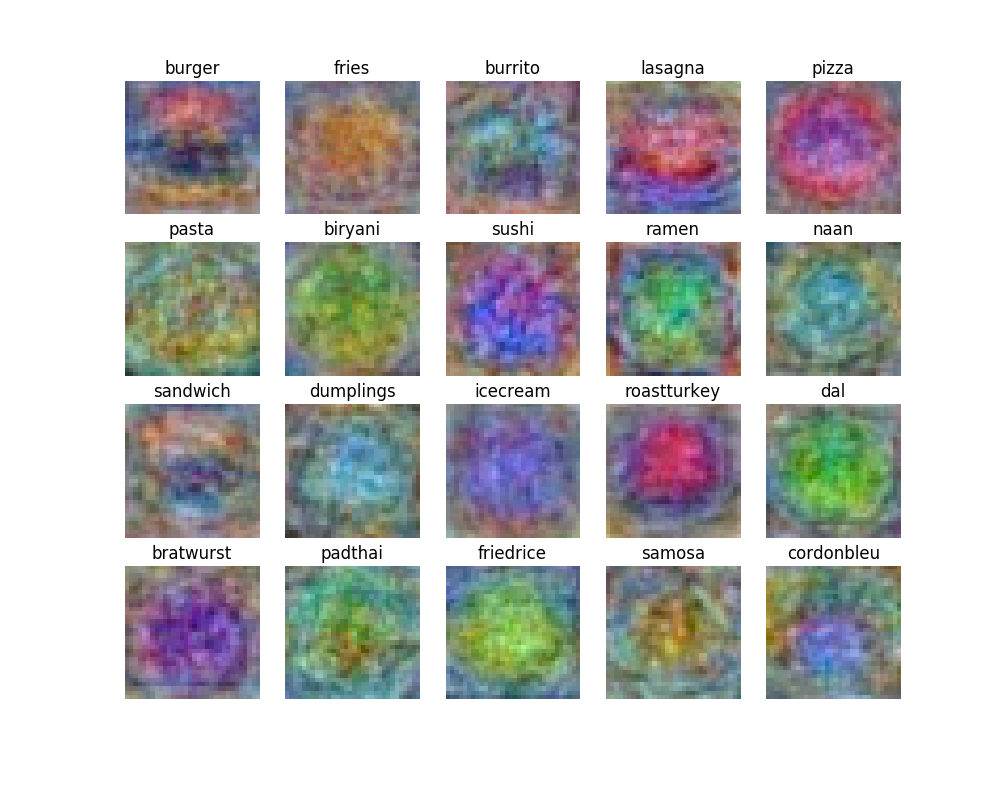 burger fries burrito lasagna pizza
pasta biryani sushi ramen naan
sandwich dumplings icecream roastturkey dal
bratwurst padthai friedrice samosa cordonbleu